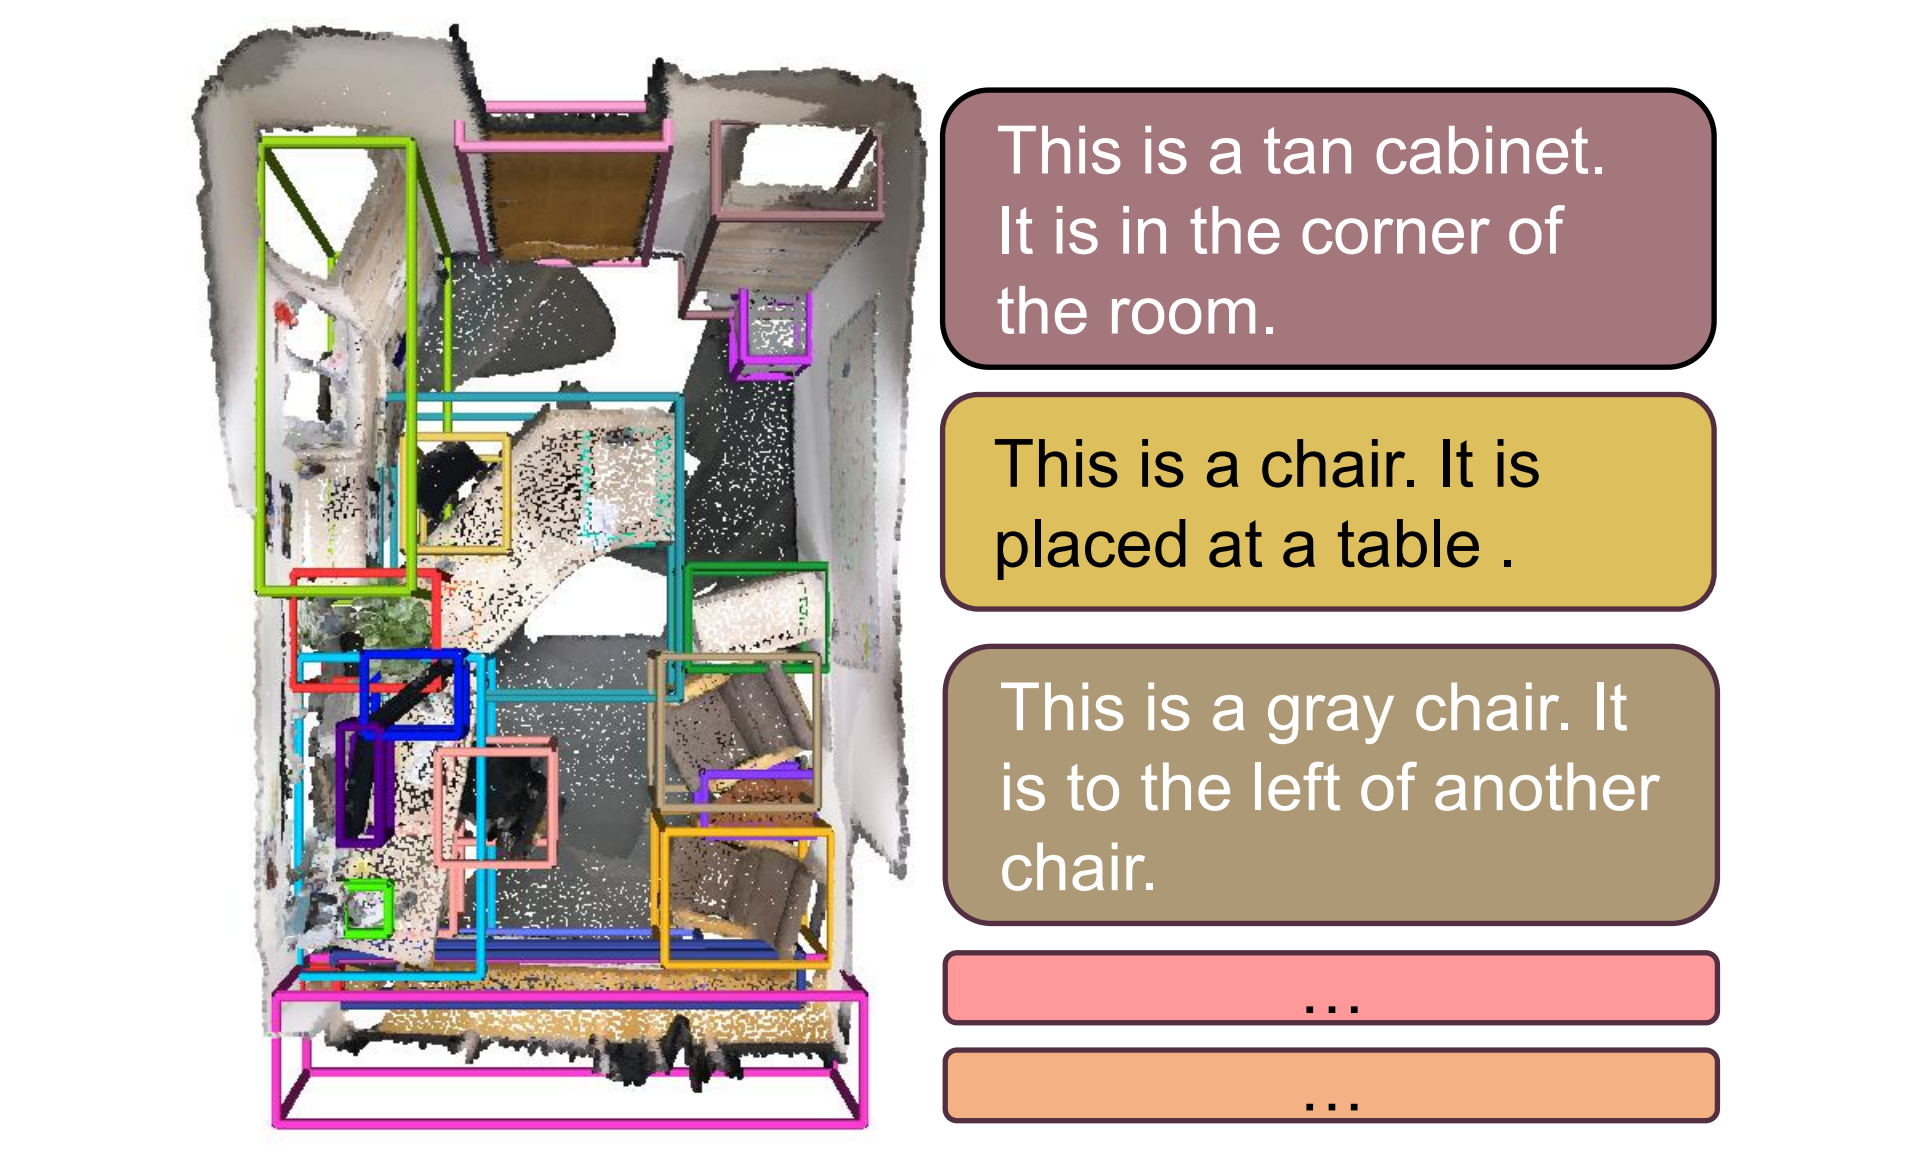 This is a tan cabinet.
It is in the corner of
the room.
This is a chair. It is
placed at a table .
This is a gray chair. It
is to the left of another
chair.
...
...